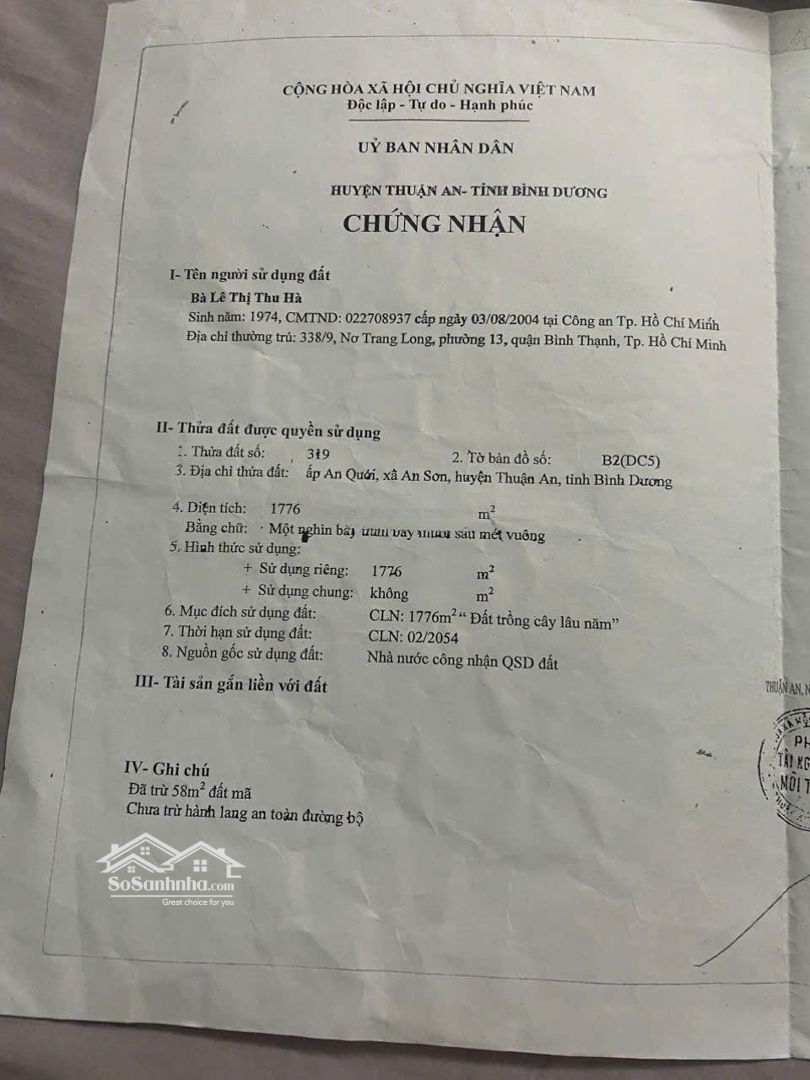 CỘNG HÒA XÃ HỘI CHỦ NGHĨA VIỆT NAM
Độc lập - Tự do - Hạnh phúc
UỶ BAN NHÂN DÂN
HUYỆN THUẬN AN- TỈNH BÌNH DƯƠNG
CHỨNG NHẬN
I- Tên người sử dụng đất
Bà Lê Thị Thu Hà
Sinh năm: 1974, CMTND: 022708937 cấp ngày 03/08/2004 tại Công an Tp. Hồ Chí Minh
Địa chỉ thường trú: 338/9, Nơ Trang Long, phường 13, quận Bình Thạnh, Tp. Hồ Chí Minh
II- Thửa đất được quyền sử dụng
1. Thửa đất số: 319 2. Tờ bản đồ số: B2(DC5)
3. Địa chỉ thửa đất: ấp An Quới, xã An Sơn, huyện Thuận An, tỉnh Bình Dương
4. Diện tích: 1776 m²
Bằng chữ: Một nghìn bảy trăm bảy mươi sáu mét vuông
5. Hình thức sử dụng:
+ Sử dụng riêng: 1776 m²
+ Sử dụng chung: không m²
6. Mục đích sử dụng đất: CLN: 1776m² “ Đất trồng cây lâu năm”
7. Thời hạn sử dụng đất: CLN: 02/2054
8. Nguồn gốc sử dụng đất: Nhà nước công nhận QSD đất
III- Tài sản gắn liền với đất
THUẬN AN, N
PH
MÔI T
IV- Ghi chú
Đã trừ 58m² đất mã
Chưa trừ hành lang an toàn đường bộ
SoSanhnha.com
Great choice for you